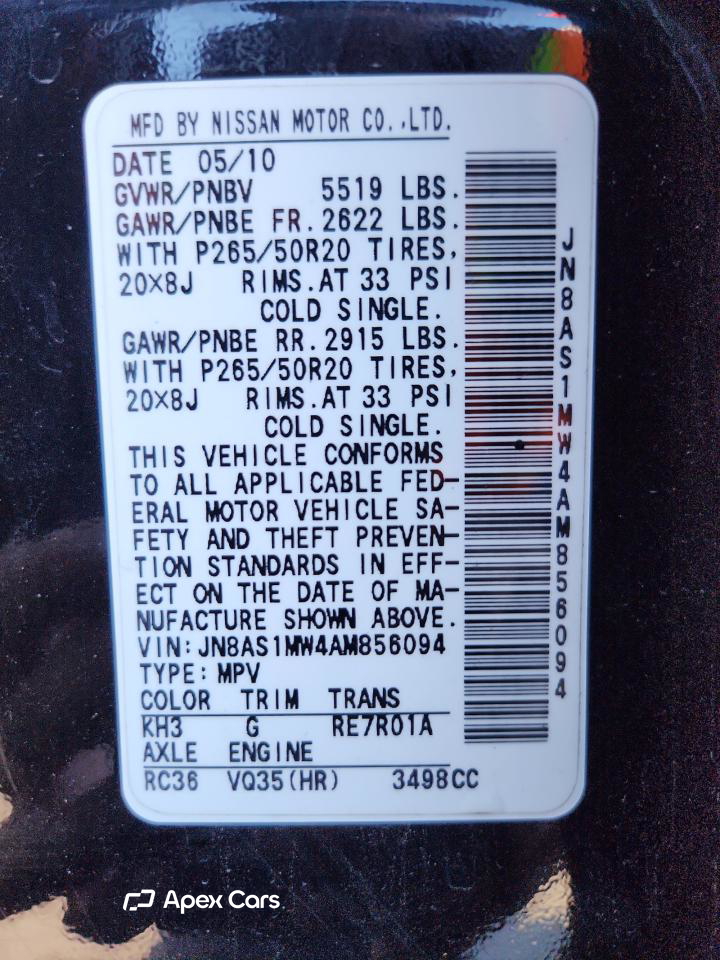 MFD BY NISSAN MOTOR CO.,LTD.
DATE 05/10
GVWR/PNBV 5519 LBS.
GAWR/PNBE FR.2622 LBS.
WITH P265/50R20 TIRES,
20×8J RIMS.AT 33 PSI
COLD SINGLE.
GAWR/PNBE RR.2915 LBS.
WITH P265/50R20 TIRES,
20×8J RIMS.AT 33 PSI
COLD SINGLE.
THIS VEHICLE CONFORMS
TO ALL APPLICABLE FED-
ERAL MOTOR VEHICLE SA-
FETY AND THEFT PREVEN-
TION STANDARDS IN EFF-
ECT ON THE DATE OF MA-
NUFACTURE SHOWN ABOVE.
VIN:JN8AS1MW4AM856094
TYPE:MPV
COLOR TRIM TRANS
KH3 G RE7R01A
AXLE ENGINE
RC36 VQ35(HR) 3498CC
JN8AS1MW4AM856094
Apex Cars